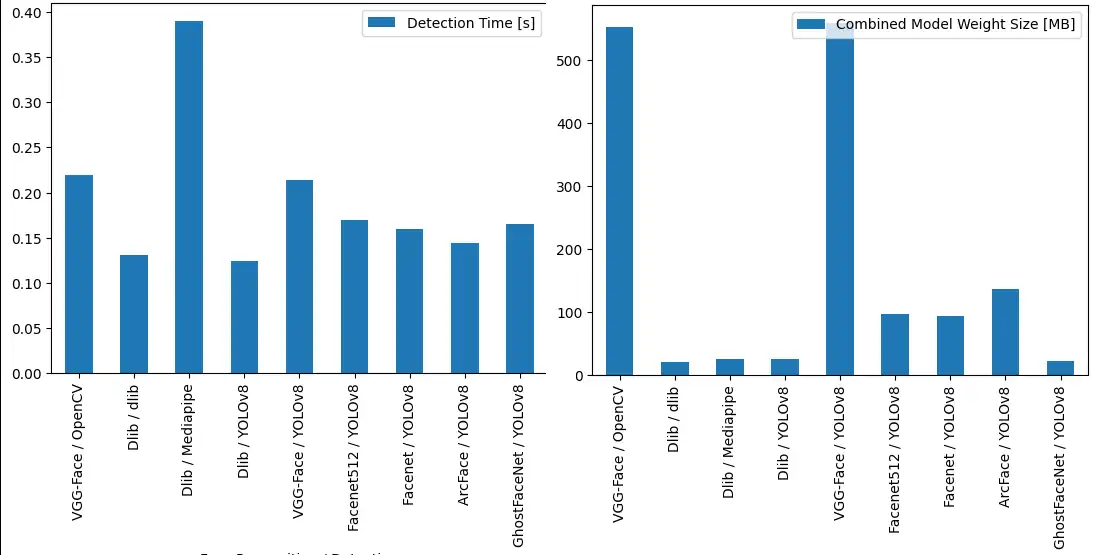 Detection Time [s]
0.40
0.35
0.30
0.25
0.20
0.15
0.10
0.05
0.00
VGG-Face / OpenCV
Dlib / dlib
Dlib / Mediapipe
Dlib / YOLOv8
VGG-Face / YOLOv8
Facenet512 / YOLOv8
Facenet / YOLOv8
ArcFace / YOLOv8
GhostFaceNet / YOLOv8
Combined Model Weight Size [MB]
500
400
300
200
100
0
VGG-Face / OpenCV
Dlib / dlib
Dlib / Mediapipe
Dlib / YOLOv8
VGG-Face / YOLOv8
Facenet512 / YOLOv8
Facenet / YOLOv8
ArcFace / YOLOv8
GhostFaceNet / YOLOv8